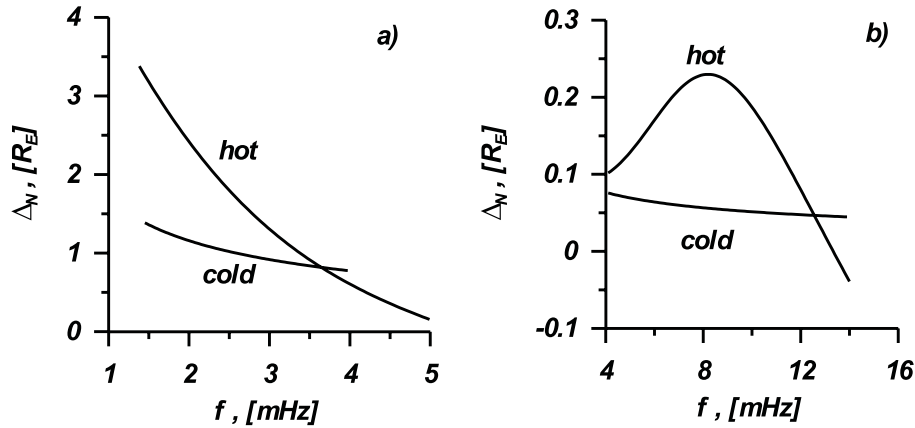 a)
4
3
2
1
0
Δ_N , [R_E]
hot
cold
1 2 3 4 5
f , [mHz]
b)
0.3
0.2
0.1
0
-0.1
Δ_N , [R_E]
hot
cold
4 8 12 16
f , [mHz]